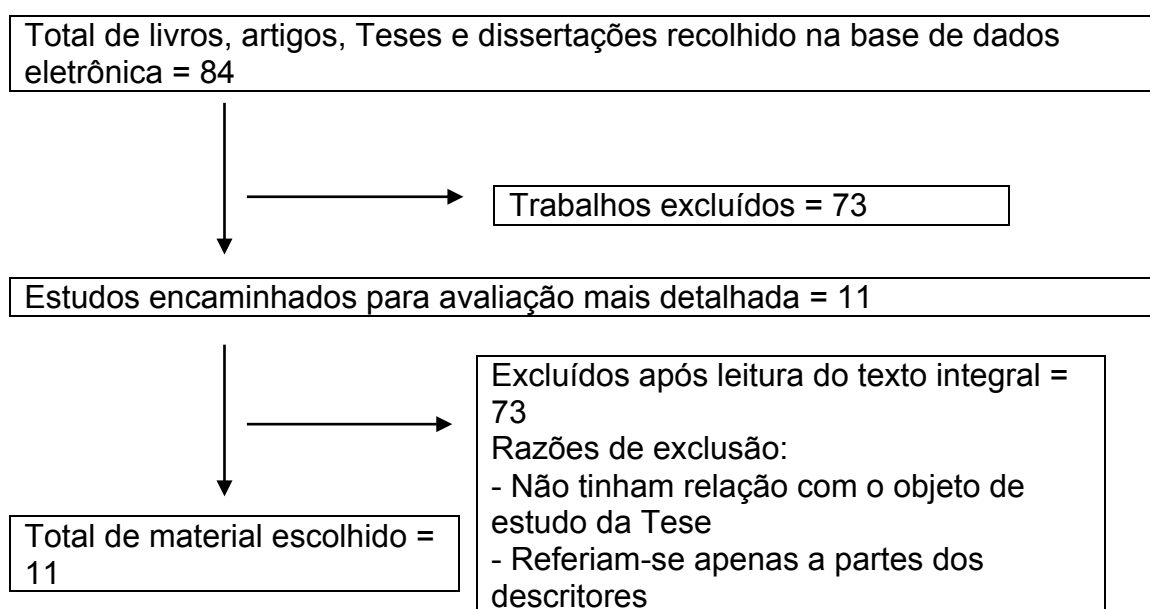 Total de livros, artigos, Teses e dissertações recolhido na base de dados
eletrônica = 84
Trabalhos excluídos = 73
Estudos encaminhados para avaliação mais detalhada = 11
Excluídos após leitura do texto integral =
73
Razões de exclusão:
- Não tinham relação com o objeto de
estudo da Tese
- Referiam-se apenas a partes dos
descritores
Total de material escolhido =
11